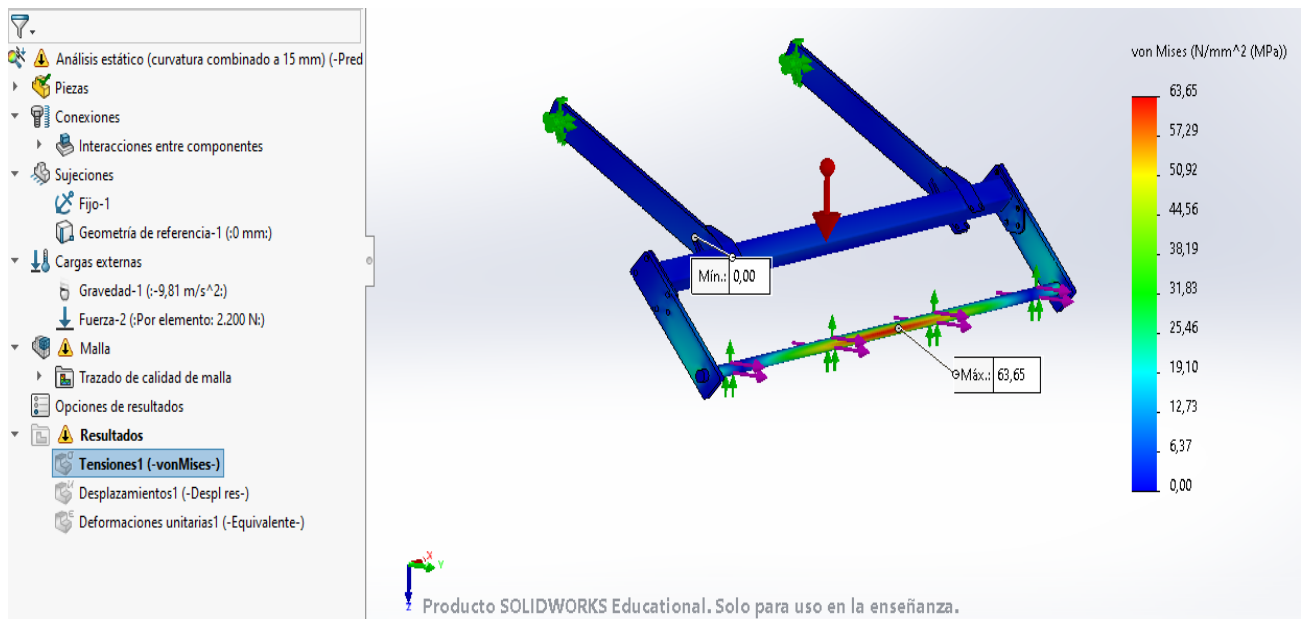 Análisis estático (curvatura combinado a 15 mm) (-Pred
Piezas
Conexiones
Interacciones entre componentes
Sujeciones
Fijo-1
Geometría de referencia-1 (:0 mm:)
Cargas externas
Gravedad-1 (:-9,81 m/s^2:)
Fuerza-2 (:Por elemento: 2.200 N:)
Malla
Trazado de calidad de malla
Opciones de resultados
Resultados
Tensiones1 (-vonMises-)
Desplazamientos1 (-Despl res-)
Deformaciones unitarias1 (-Equivalente-)
Mín.: 0,00
Máx.: 63,65
von Mises (N/mm^2 (MPa))
63,65
57,29
50,92
44,56
38,19
31,83
25,46
19,10
12,73
6,37
0,00
X
Y
Z
Producto SOLIDWORKS Educational. Solo para uso en la enseñanza.